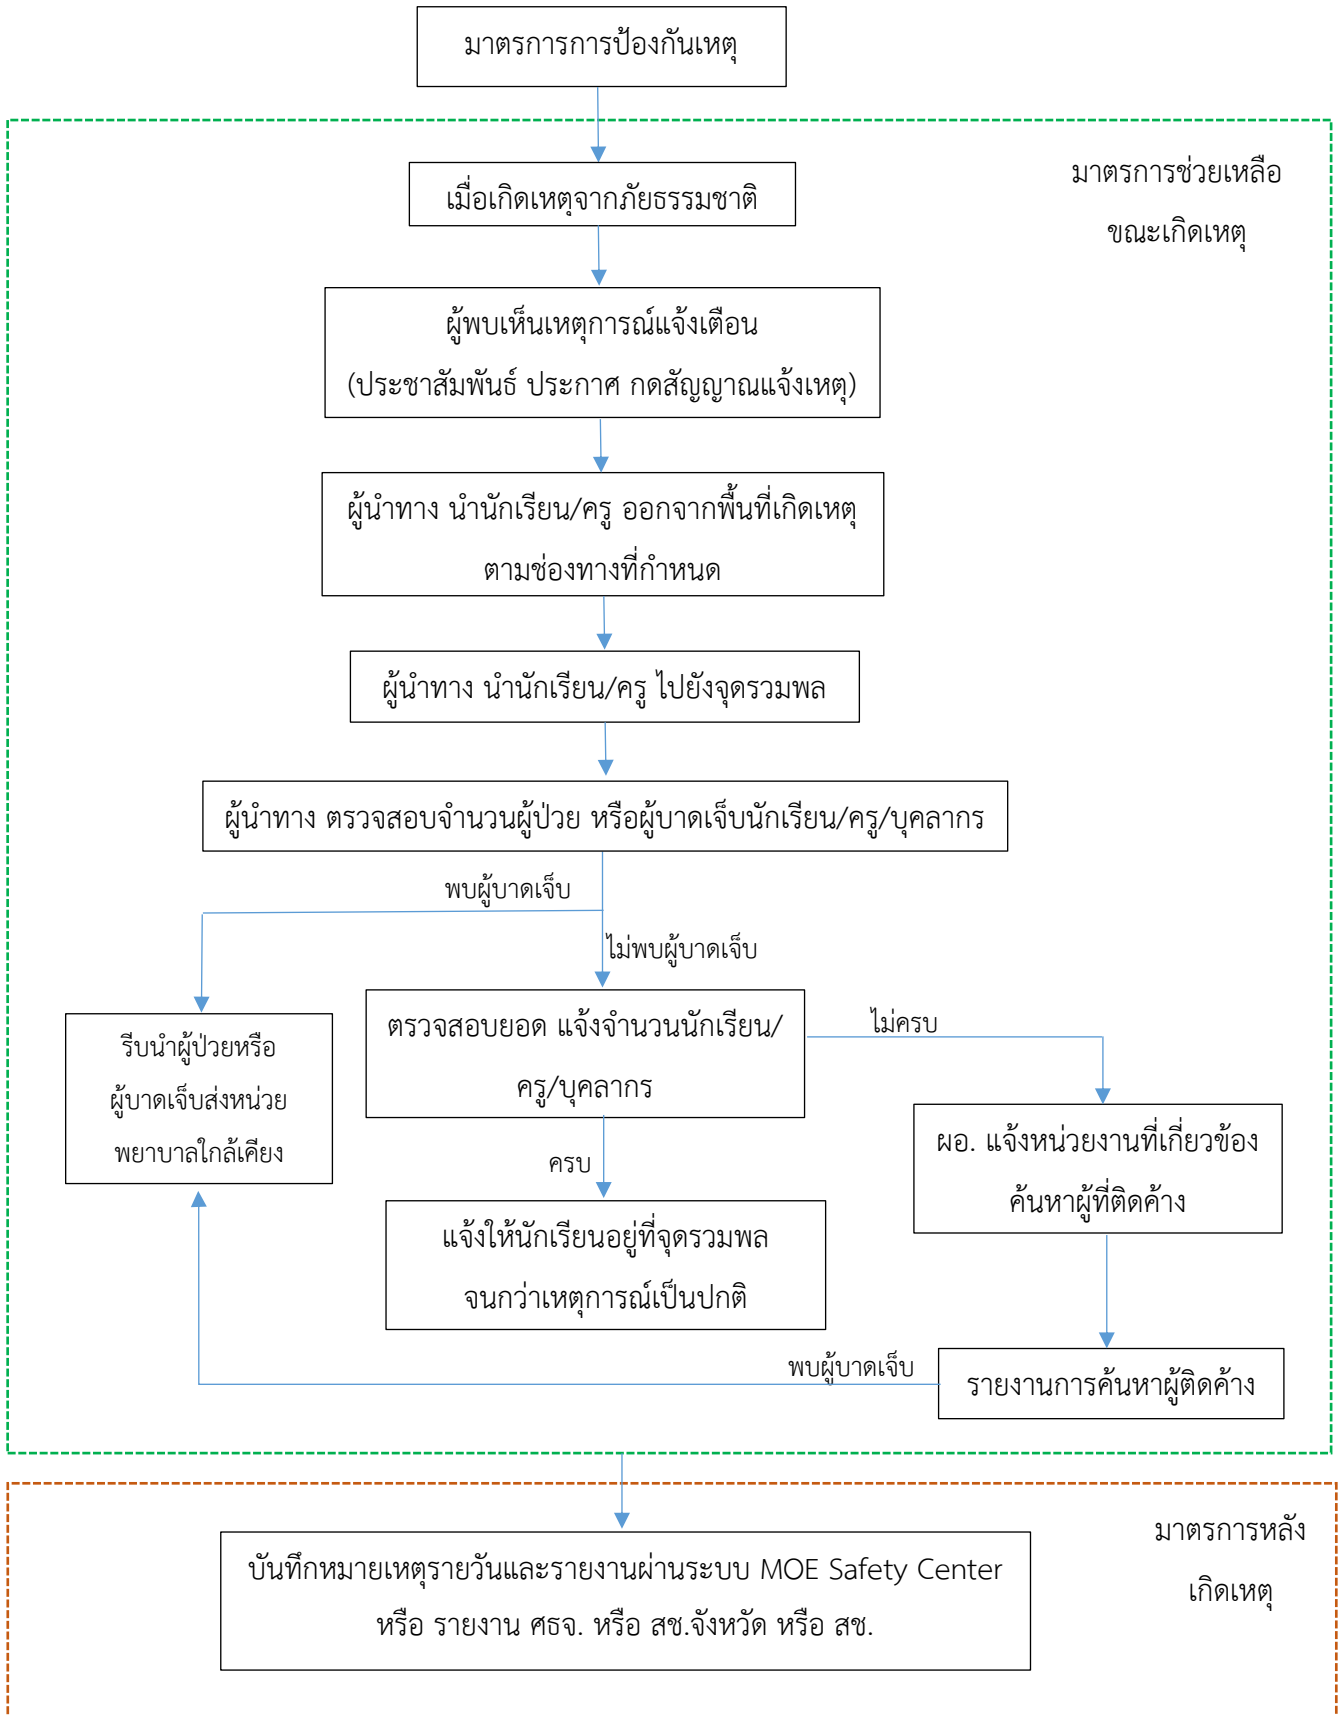 มาตรการการป้องกันเหตุ
มาตรการช่วยเหลือ
ขณะเกิดเหตุ
เมื่อเกิดเหตุจากภัยธรรมชาติ
ผู้พบเห็นเหตุการณ์แจ้งเตือน
(ประชาสัมพันธ์ ประกาศ กดสัญญาณแจ้งเหตุ)
ผู้นำทาง นำนักเรียน/ครู ออกจากพื้นที่เกิดเหตุ
ตามช่องทางที่กำหนด
ผู้นำทาง นำนักเรียน/ครู ไปยังจุดรวมพล
ผู้นำทาง ตรวจสอบจำนวนผู้ป่วย หรือผู้บาดเจ็บนักเรียน/ครู/บุคลากร
พบผู้บาดเจ็บ
ไม่พบผู้บาดเจ็บ
รีบนำผู้ป่วยหรือ
ผู้บาดเจ็บส่งหน่วย
พยาบาลใกล้เคียง
ตรวจสอบยอด แจ้งจำนวนนักเรียน/
ครู/บุคลากร
ไม่ครบ
ครบ
ผอ. แจ้งหน่วยงานที่เกี่ยวข้อง
ค้นหาผู้ที่ติดค้าง
แจ้งให้นักเรียนอยู่ที่จุดรวมพล
จนกว่าเหตุการณ์เป็นปกติ
พบผู้บาดเจ็บ
รายงานการค้นหาผู้ติดค้าง
มาตรการหลัง
เกิดเหตุ
บันทึกหมายเหตุรายวันและรายงานผ่านระบบ MOE Safety Center
หรือ รายงาน ศธจ. หรือ สช.จังหวัด หรือ สช.